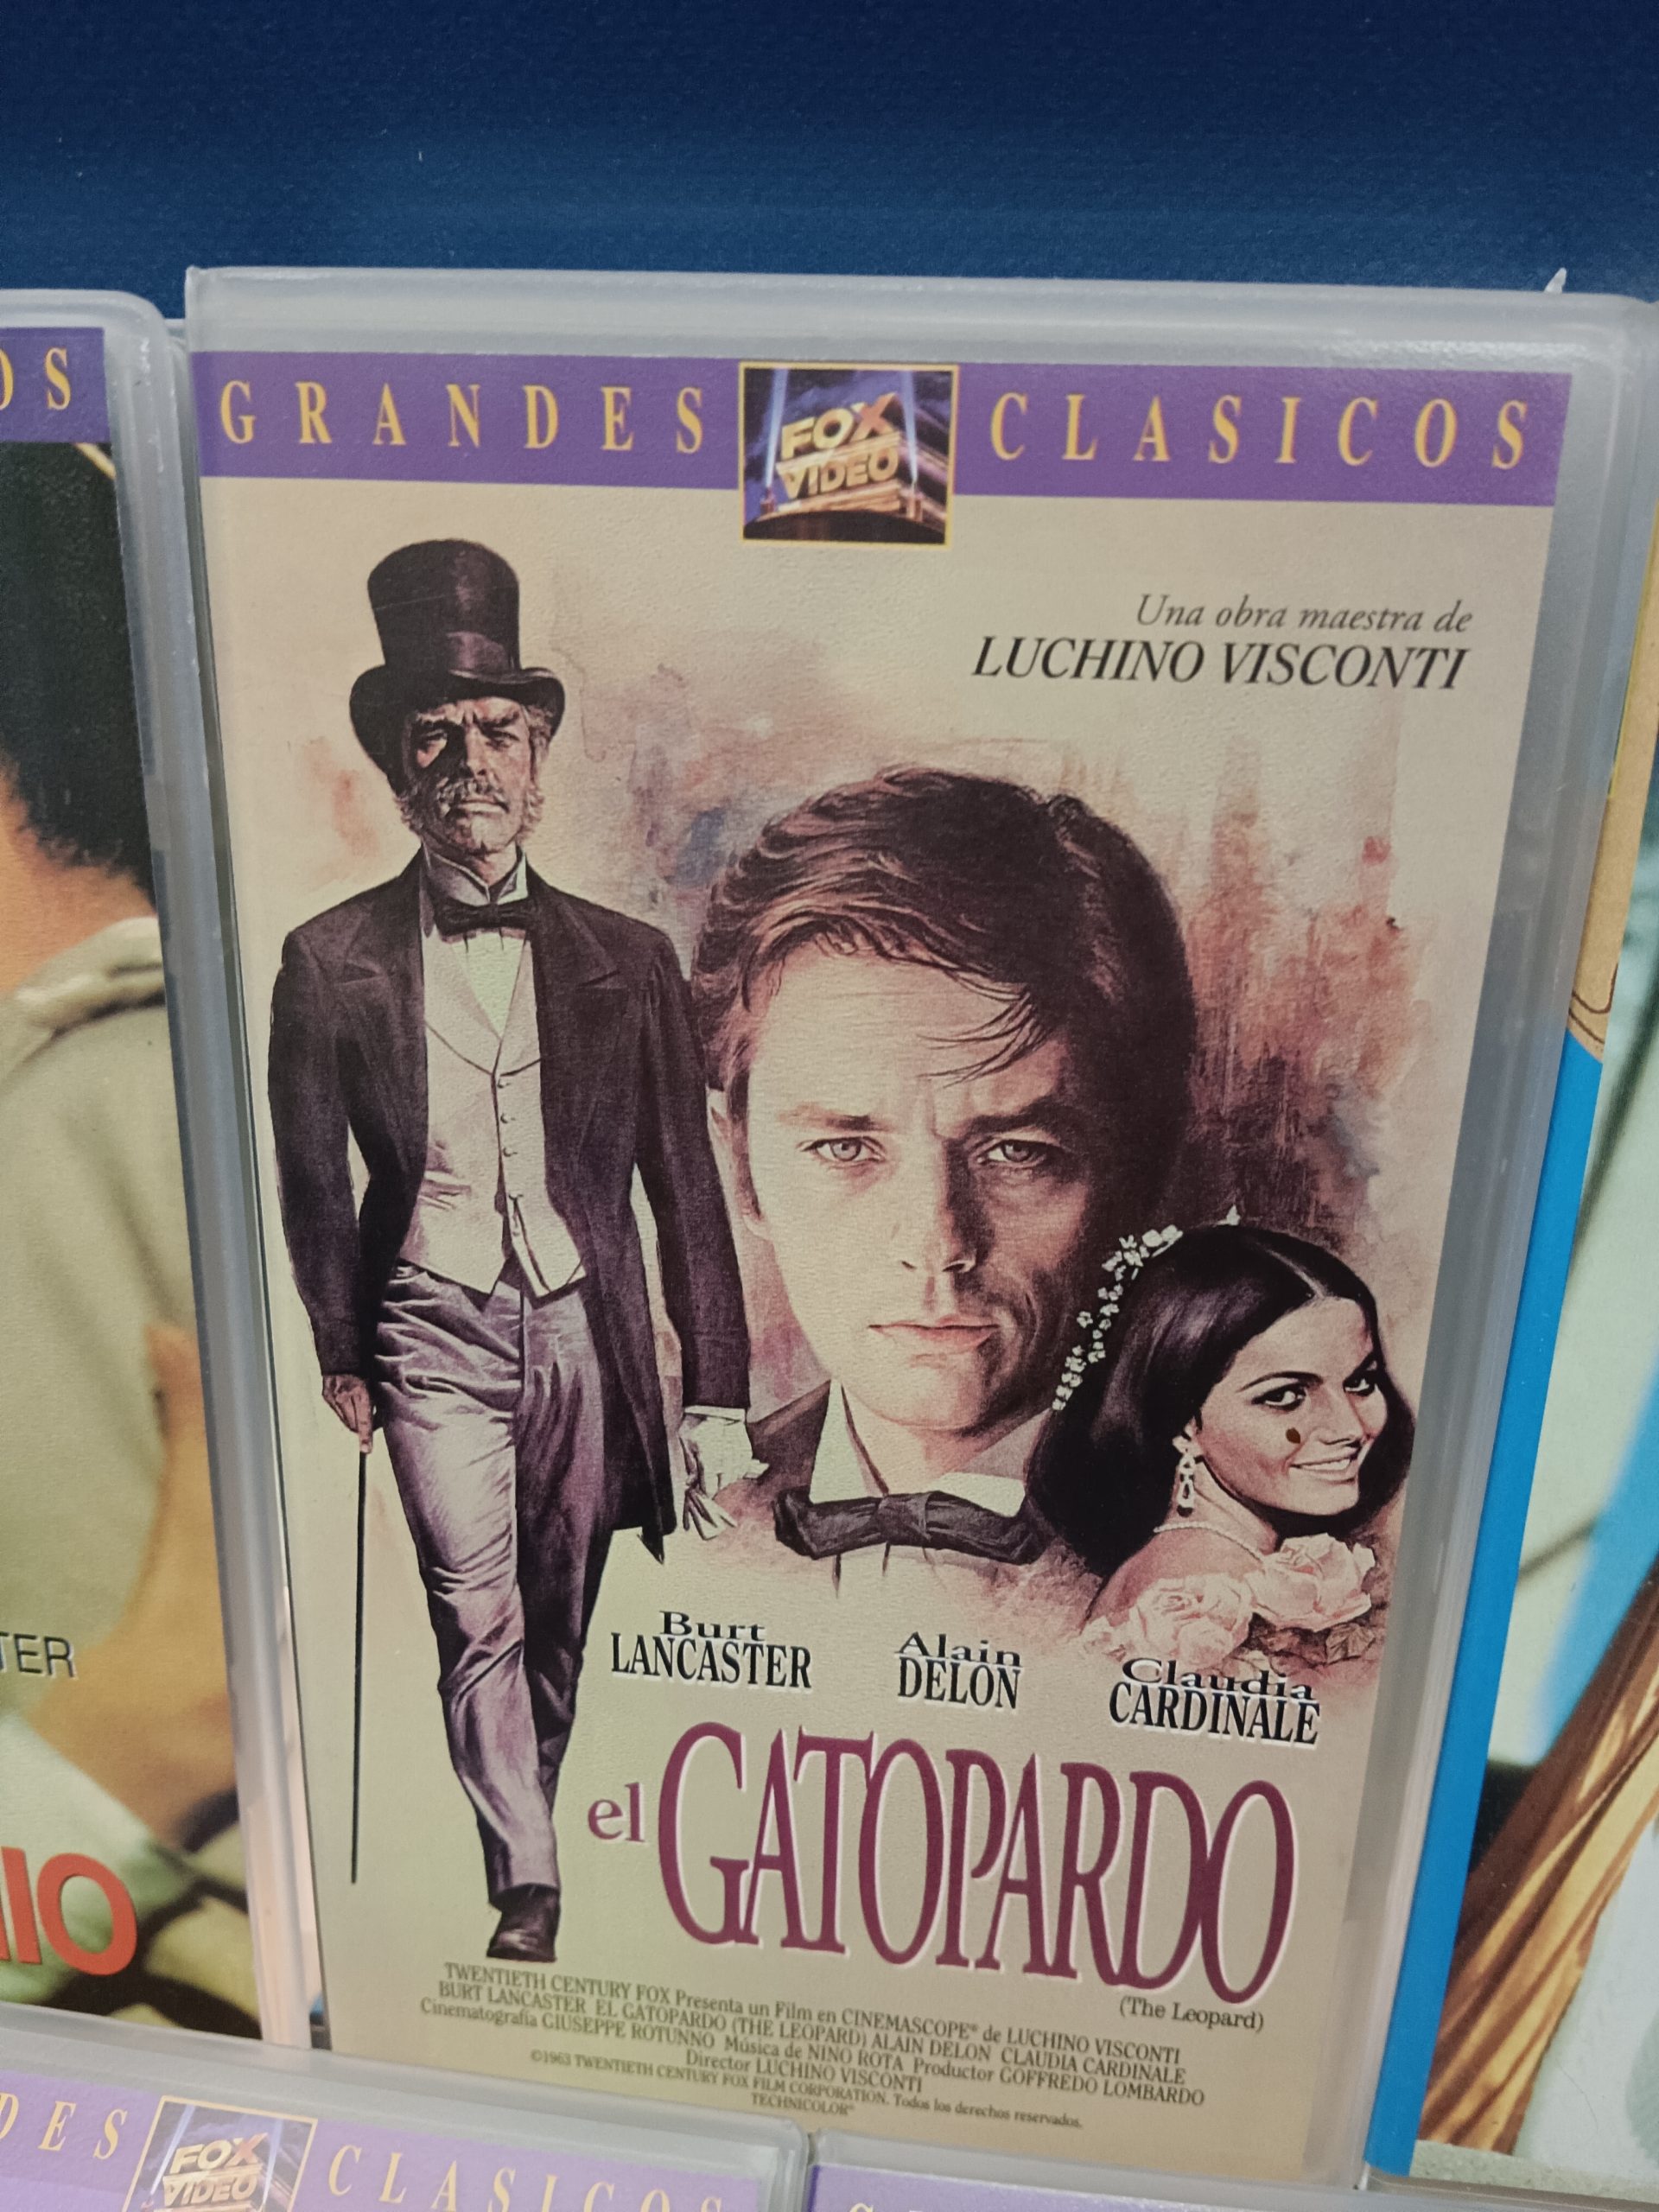 OS
GRANDES FOX VIDEO CLASICOS
Una obra maestra de
LUCHINO VISCONTI
TER
Burt
LANCASTER
Alain
DELON
Claudia
CARDINALE
el GATOPARDO
(The Leopard)
IO
TWENTIETH CENTURY FOX Presenta un Film en CINEMASCOPE® de LUCHINO VISCONTI
BURT LANCASTER EL GATOPARDO (THE LEOPARD) ALAIN DELON CLAUDIA CARDINALE
Cinematografía GIUSEPPE ROTUNNO Música de NINO ROTA Productor GOFFREDO LOMBARDO
Director LUCHINO VISCONTI
©1963 TWENTIETH CENTURY FOX FILM CORPORATION. Todos los derechos reservados.
TECHNICOLOR®
DES FOX VIDEO CLASICOS